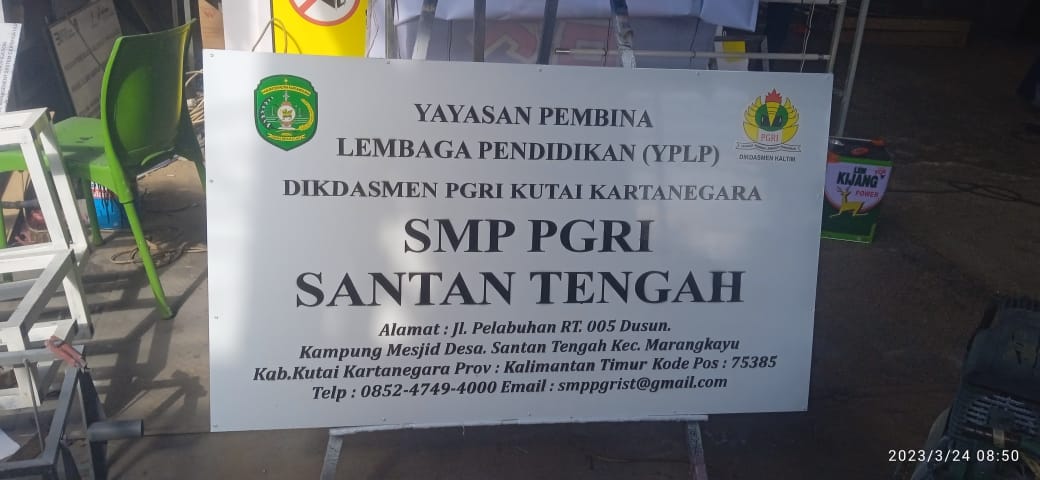 YAYASAN PEMBINA
LEMBAGA PENDIDIKAN (YPLP)
DIKDASMEN PGRI KUTAI KARTANEGARA
SMP PGRI
SANTAN TENGAH
Alamat : Jl. Pelabuhan RT. 005 Dusun.
Kampung Mesjid Desa. Santan Tengah Kec. Marangkayu
Kab.Kutai Kartanegara Prov : Kalimantan Timur Kode Pos : 75385
Telp : 0852-4749-4000 Email : smppgrist@gmail.com
PGRI
DIKDASMEN KALTIM
LEM
KIJANG
POWER
2023/3/24 08:50